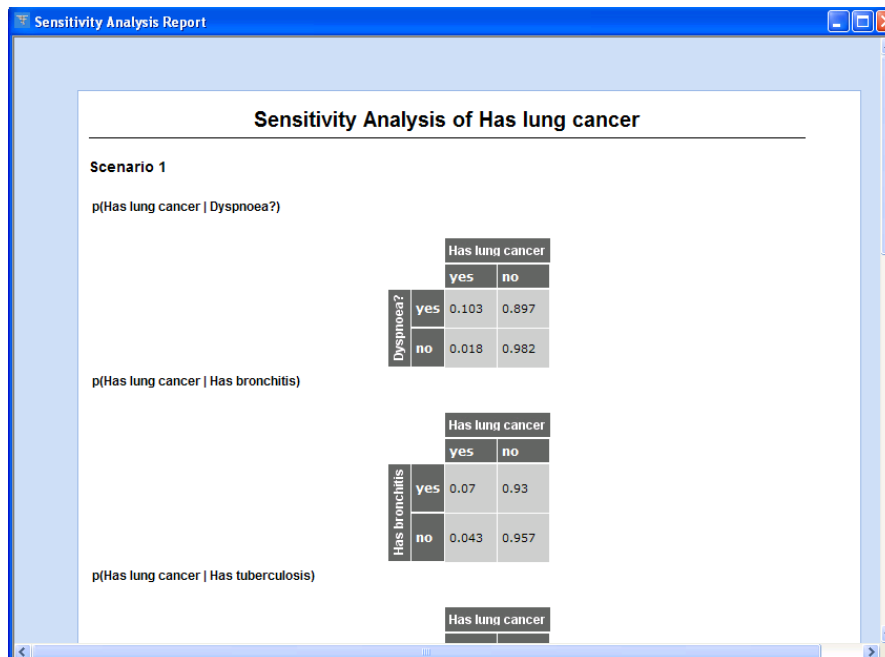 Sensitivity Analysis Report
Sensitivity Analysis of Has lung cancer
Scenario 1
p(Has lung cancer | Dyspnoea?)
Has lung cancer
yes no
Dyspnoea?
yes 0.103 0.897
no 0.018 0.982
p(Has lung cancer | Has bronchitis)
Has lung cancer
yes no
Has bronchitis
yes 0.07 0.93
no 0.043 0.957
p(Has lung cancer | Has tuberculosis)
Has lung cancer